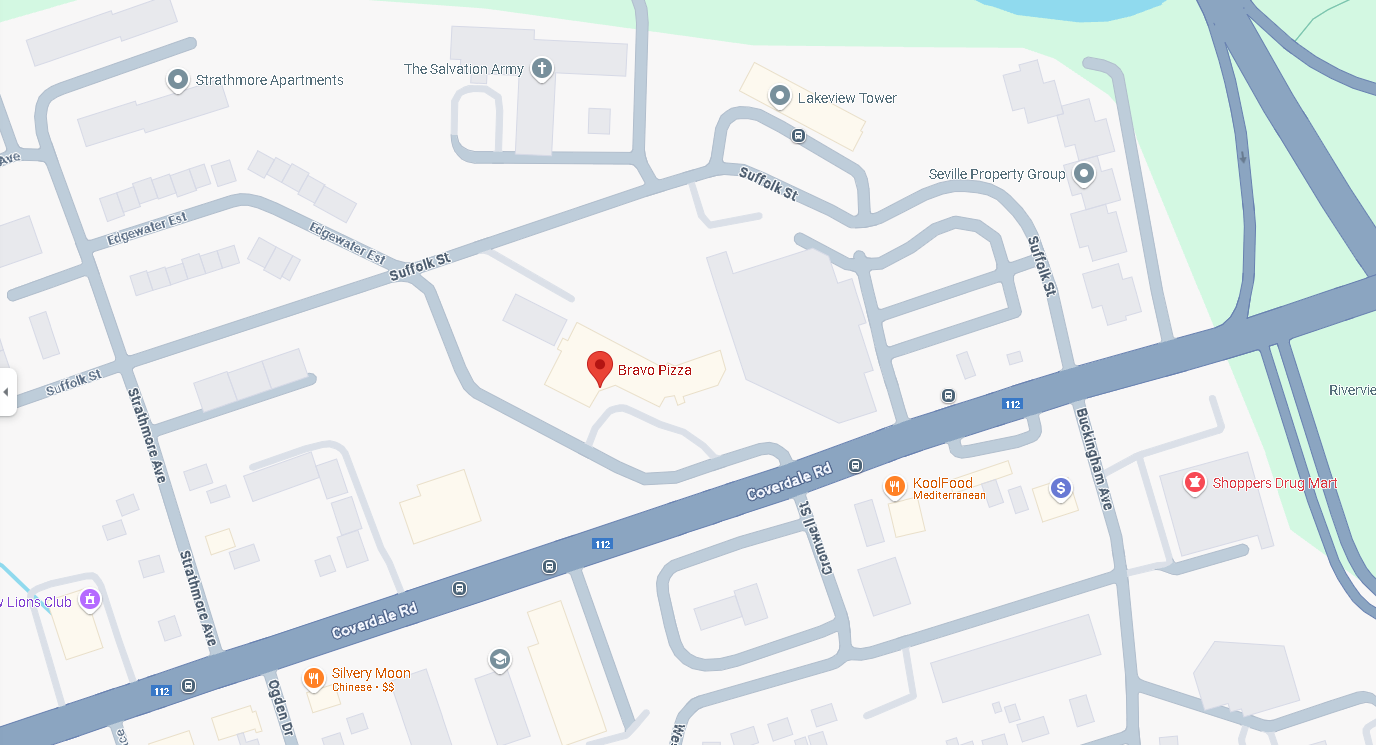 Strathmore Apartments
The Salvation Army
Lakeview Tower
Ave
Suffolk St
Seville Property Group
Edgewater Est
Edgewater Est
Suffolk St
Suffolk St
Bravo Pizza
Suffolk St
Rivervie
112
Strathmore Ave
Buckingham Ave
Coverdale Rd
KoolFood
Mediterranean
$
Shoppers Drug Mart
Cromwell St
112
Strathmore Ave
w Lions Club
Coverdale Rd
Silvery Moon
Chinese • $$
112
Ogden Dr
Wes